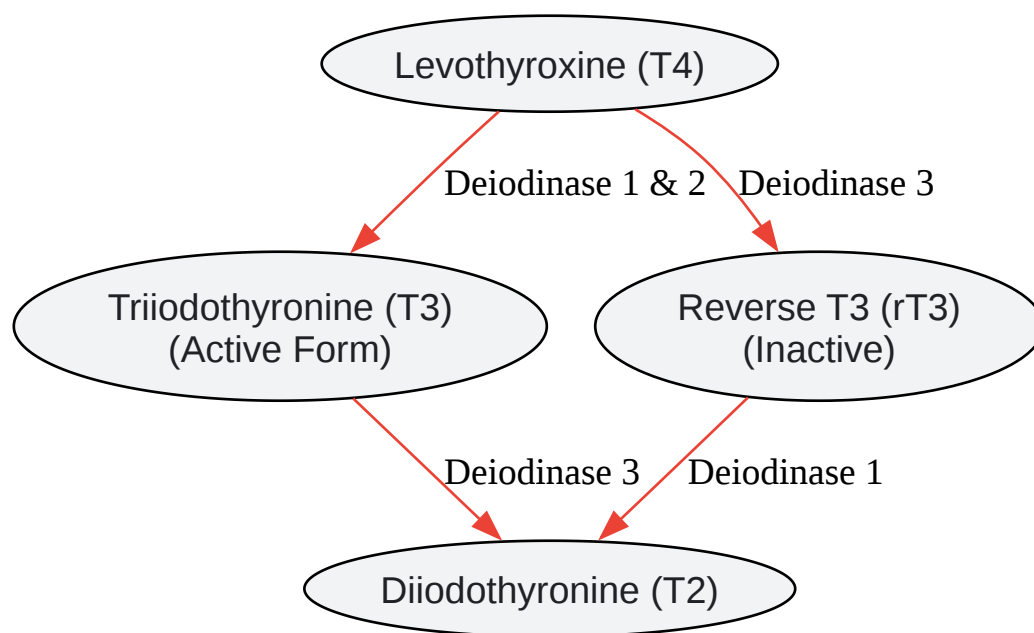 Levothyroxine (T4)
Deiodinase 1 & 2
Deiodinase 3
Triiodothyronine (T3)
(Active Form)
Reverse T3 (rT3)
(Inactive)
Deiodinase 3
Deiodinase 1
Diiodothyronine (T2)